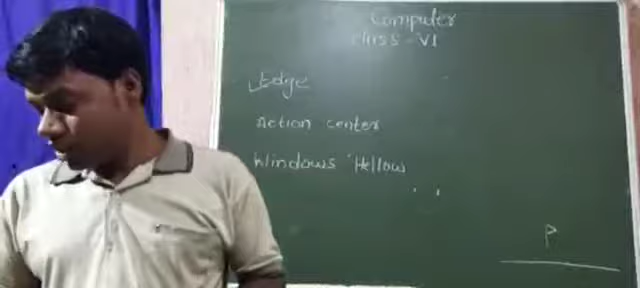 Computer
Class - VI
Edge
Action center
Windows Hellow
P